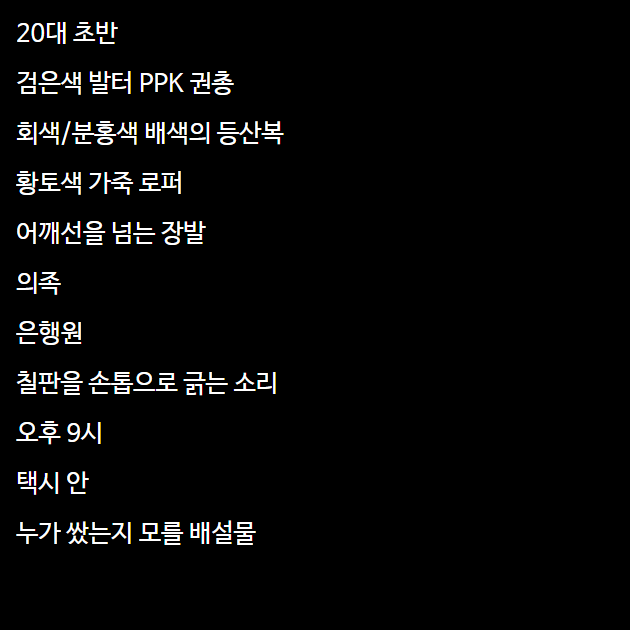 20대 초반
검은색 발터 PPK 권총
회색/분홍색 배색의 등산복
황토색 가죽 로퍼
어깨선을 넘는 장발
의족
은행원
칠판을 손톱으로 긁는 소리
오후 9시
택시 안
누가 쌌는지 모를 배설물